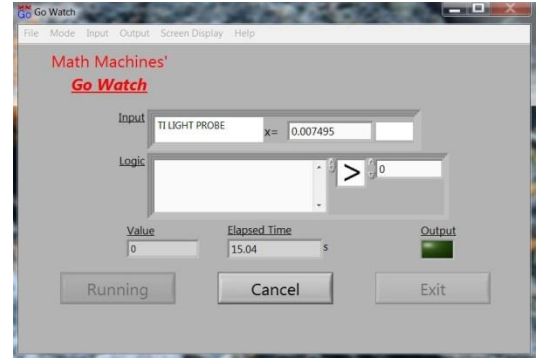 Go Watch
File Mode Input Output Screen Display Help
Math Machines'
Go Watch
Input TI LIGHT PROBE x= 0.007495
Logic > 0
Value Elapsed Time Output
0 15.04 s
Running Cancel Exit